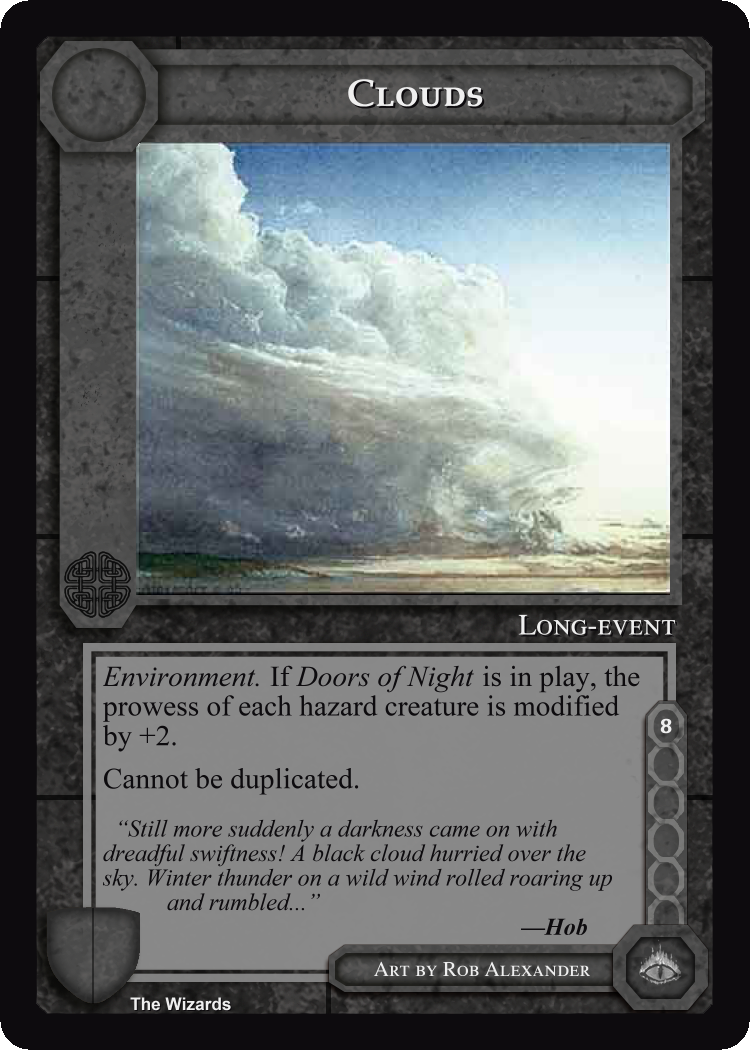 Clouds
Long-event
Environment. If Doors of Night is in play, the
prowess of each hazard creature is modified
by +2.
Cannot be duplicated.
8
“Still more suddenly a darkness came on with
dreadful swiftness! A black cloud hurried over the
sky. Winter thunder on a wild wind rolled roaring up
and rumbled...”
—Hob
Art by Rob Alexander
The Wizards